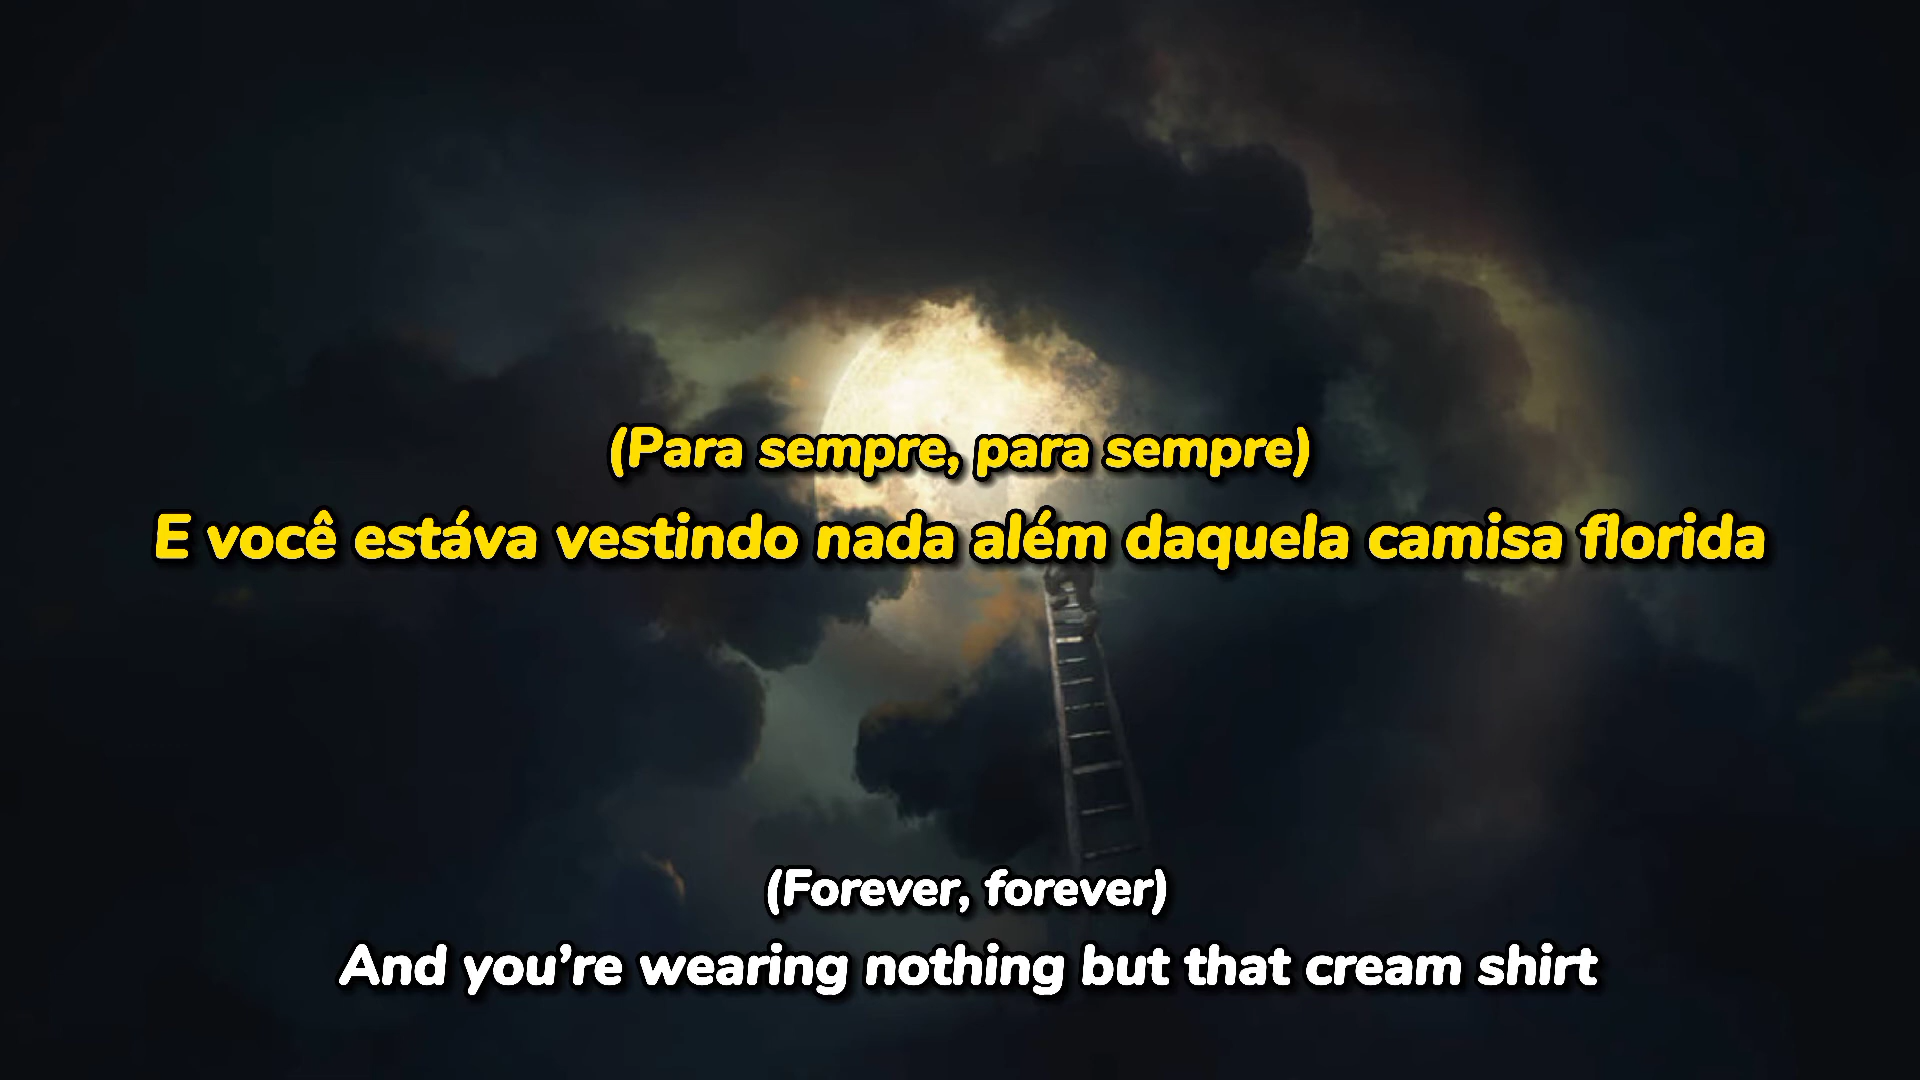 (Para sempre, para sempre)
E você estáva vestindo nada além daquela camisa florida
(Forever, forever)
And you’re wearing nothing but that cream shirt